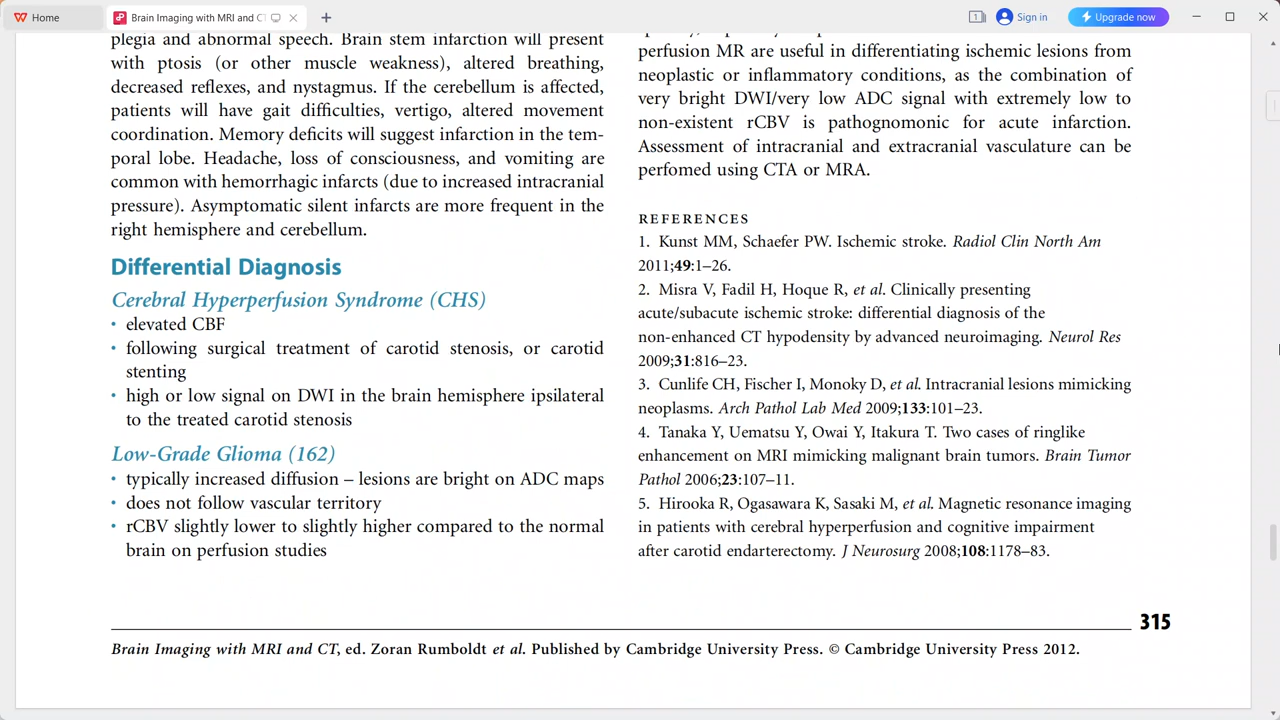 Home
Brain Imaging with MRI and CT
Sign in
Upgrade now
plegia and abnormal speech. Brain stem infarction will present
with ptosis (or other muscle weakness), altered breathing,
decreased reflexes, and nystagmus. If the cerebellum is affected,
patients will have gait difficulties, vertigo, altered movement
coordination. Memory deficits will suggest infarction in the tem-
poral lobe. Headache, loss of consciousness, and vomiting are
common with hemorrhagic infarcts (due to increased intracranial
pressure). Asymptomatic silent infarcts are more frequent in the
right hemisphere and cerebellum.
Differential Diagnosis
Cerebral Hyperperfusion Syndrome (CHS)
• elevated CBF
• following surgical treatment of carotid stenosis, or carotid
stenting
• high or low signal on DWI in the brain hemisphere ipsilateral
to the treated carotid stenosis
Low-Grade Glioma (162)
• typically increased diffusion – lesions are bright on ADC maps
• does not follow vascular territory
• rCBV slightly lower to slightly higher compared to the normal
brain on perfusion studies
perfusion MR are useful in differentiating ischemic lesions from
neoplastic or inflammatory conditions, as the combination of
very bright DWI/very low ADC signal with extremely low to
non-existent rCBV is pathognomonic for acute infarction.
Assessment of intracranial and extracranial vasculature can be
perfomed using CTA or MRA.
REFERENCES
1. Kunst MM, Schaefer PW. Ischemic stroke. Radiol Clin North Am
2011;49:1–26.
2. Misra V, Fadil H, Hoque R, et al. Clinically presenting
acute/subacute ischemic stroke: differential diagnosis of the
non-enhanced CT hypodensity by advanced neuroimaging. Neurol Res
2009;31:816–23.
3. Cunlife CH, Fischer I, Monoky D, et al. Intracranial lesions mimicking
neoplasms. Arch Pathol Lab Med 2009;133:101–23.
4. Tanaka Y, Uematsu Y, Owai Y, Itakura T. Two cases of ringlike
enhancement on MRI mimicking malignant brain tumors. Brain Tumor
Pathol 2006;23:107–11.
5. Hirooka R, Ogasawara K, Sasaki M, et al. Magnetic resonance imaging
in patients with cerebral hyperperfusion and cognitive impairment
after carotid endarterectomy. J Neurosurg 2008;108:1178–83.
315
Brain Imaging with MRI and CT, ed. Zoran Rumboldt et al. Published by Cambridge University Press. © Cambridge University Press 2012.